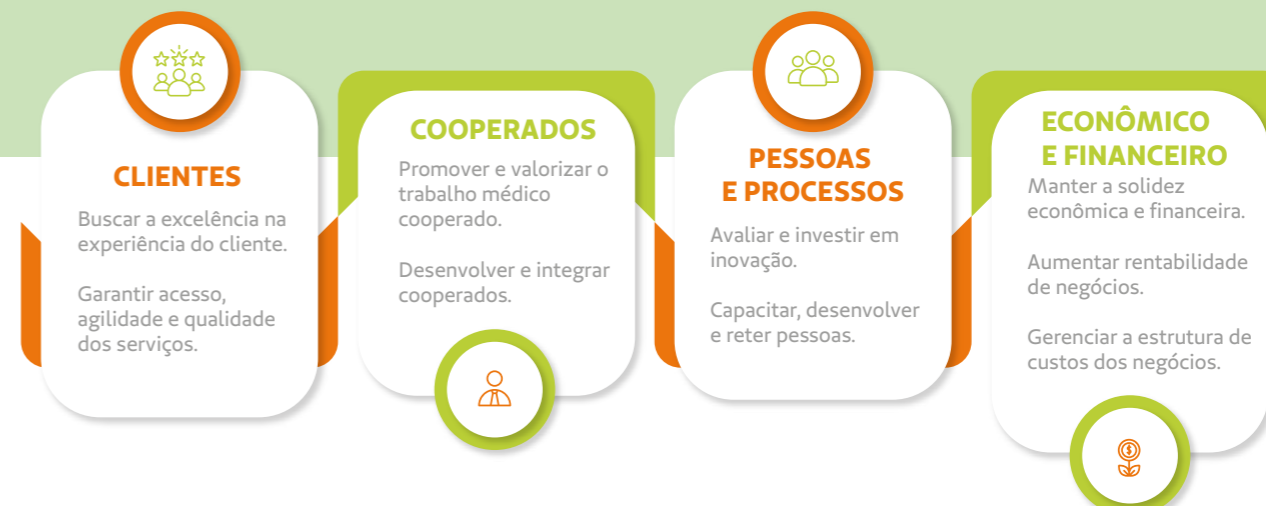 CLIENTES
Buscar a excelência na
experiência do cliente.
Garantir acesso,
agilidade e qualidade
dos serviços.
COOPERADOS
Promover e valorizar o
trabalho médico
cooperado.
Desenvolver e integrar
cooperados.
PESSOAS
E PROCESSOS
Avaliar e investir em
inovação.
Capacitar, desenvolver
e reter pessoas.
ECONÔMICO
E FINANCEIRO
Manter a solidez
econômica e financeira.
Aumentar rentabilidade
de negócios.
Gerenciar a estrutura de
custos dos negócios.